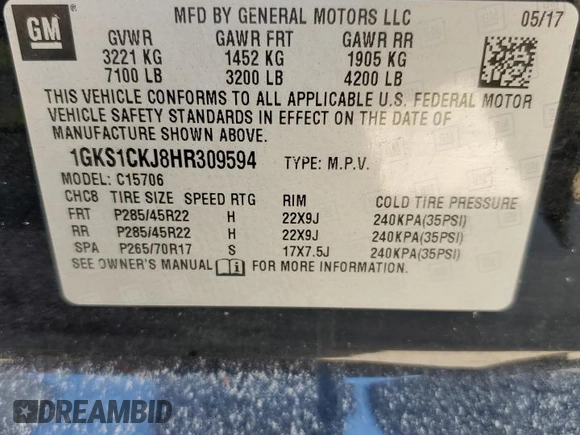 GM
MFD BY GENERAL MOTORS LLC 05/17
GVWR GAWR FRT GAWR RR
3221 KG 1452 KG 1905 KG
7100 LB 3200 LB 4200 LB
THIS VEHICLE CONFORMS TO ALL APPLICABLE U.S. FEDERAL MOTOR
VEHICLE SAFETY STANDARDS IN EFFECT ON THE DATE OF
MANUFACTURE SHOWN ABOVE.
1GKS1CKJ8HR309594 TYPE: M.P.V.
MODEL: C15706
CHC8 TIRE SIZE SPEED RTG RIM COLD TIRE PRESSURE
FRT P285/45R22 H 22X9J 240KPA(35PSI)
RR P285/45R22 H 22X9J 240KPA(35PSI)
SPA P265/70R17 S 17X7.5J 240KPA(35PSI)
SEE OWNER'S MANUAL FOR MORE INFORMATION.
DREAMBID